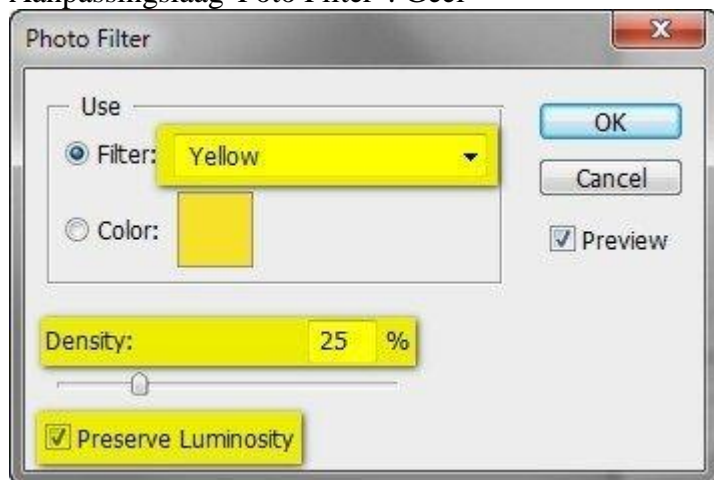 Aanpassingslaag 'Foto Filter': Geel
Photo Filter
Use
Filter: Yellow
OK
Cancel
Color:
Preview
Density: 25 %
Preserve Luminosity